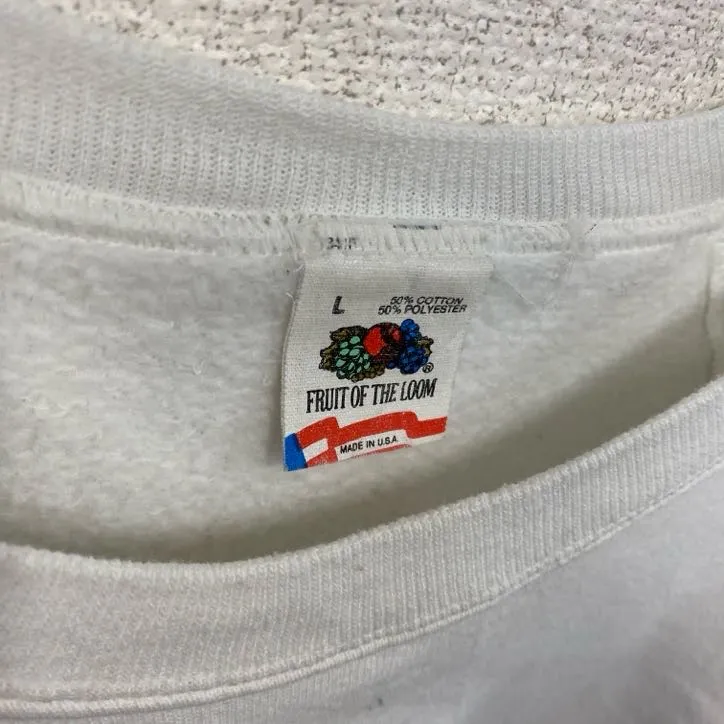 L
50% COTTON
50% POLYESTER
®
FRUIT OF THE LOOM
MADE IN U.S.A.